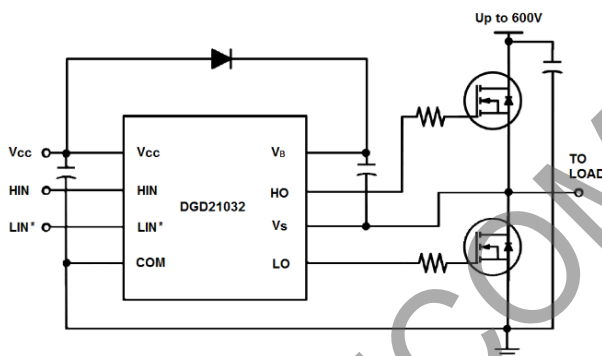 Up to 600V
Vcc
HIN
LIN*
Vcc
HIN
LIN*
COM
DGD21032
VB
HO
Vs
LO
TO
LOAD